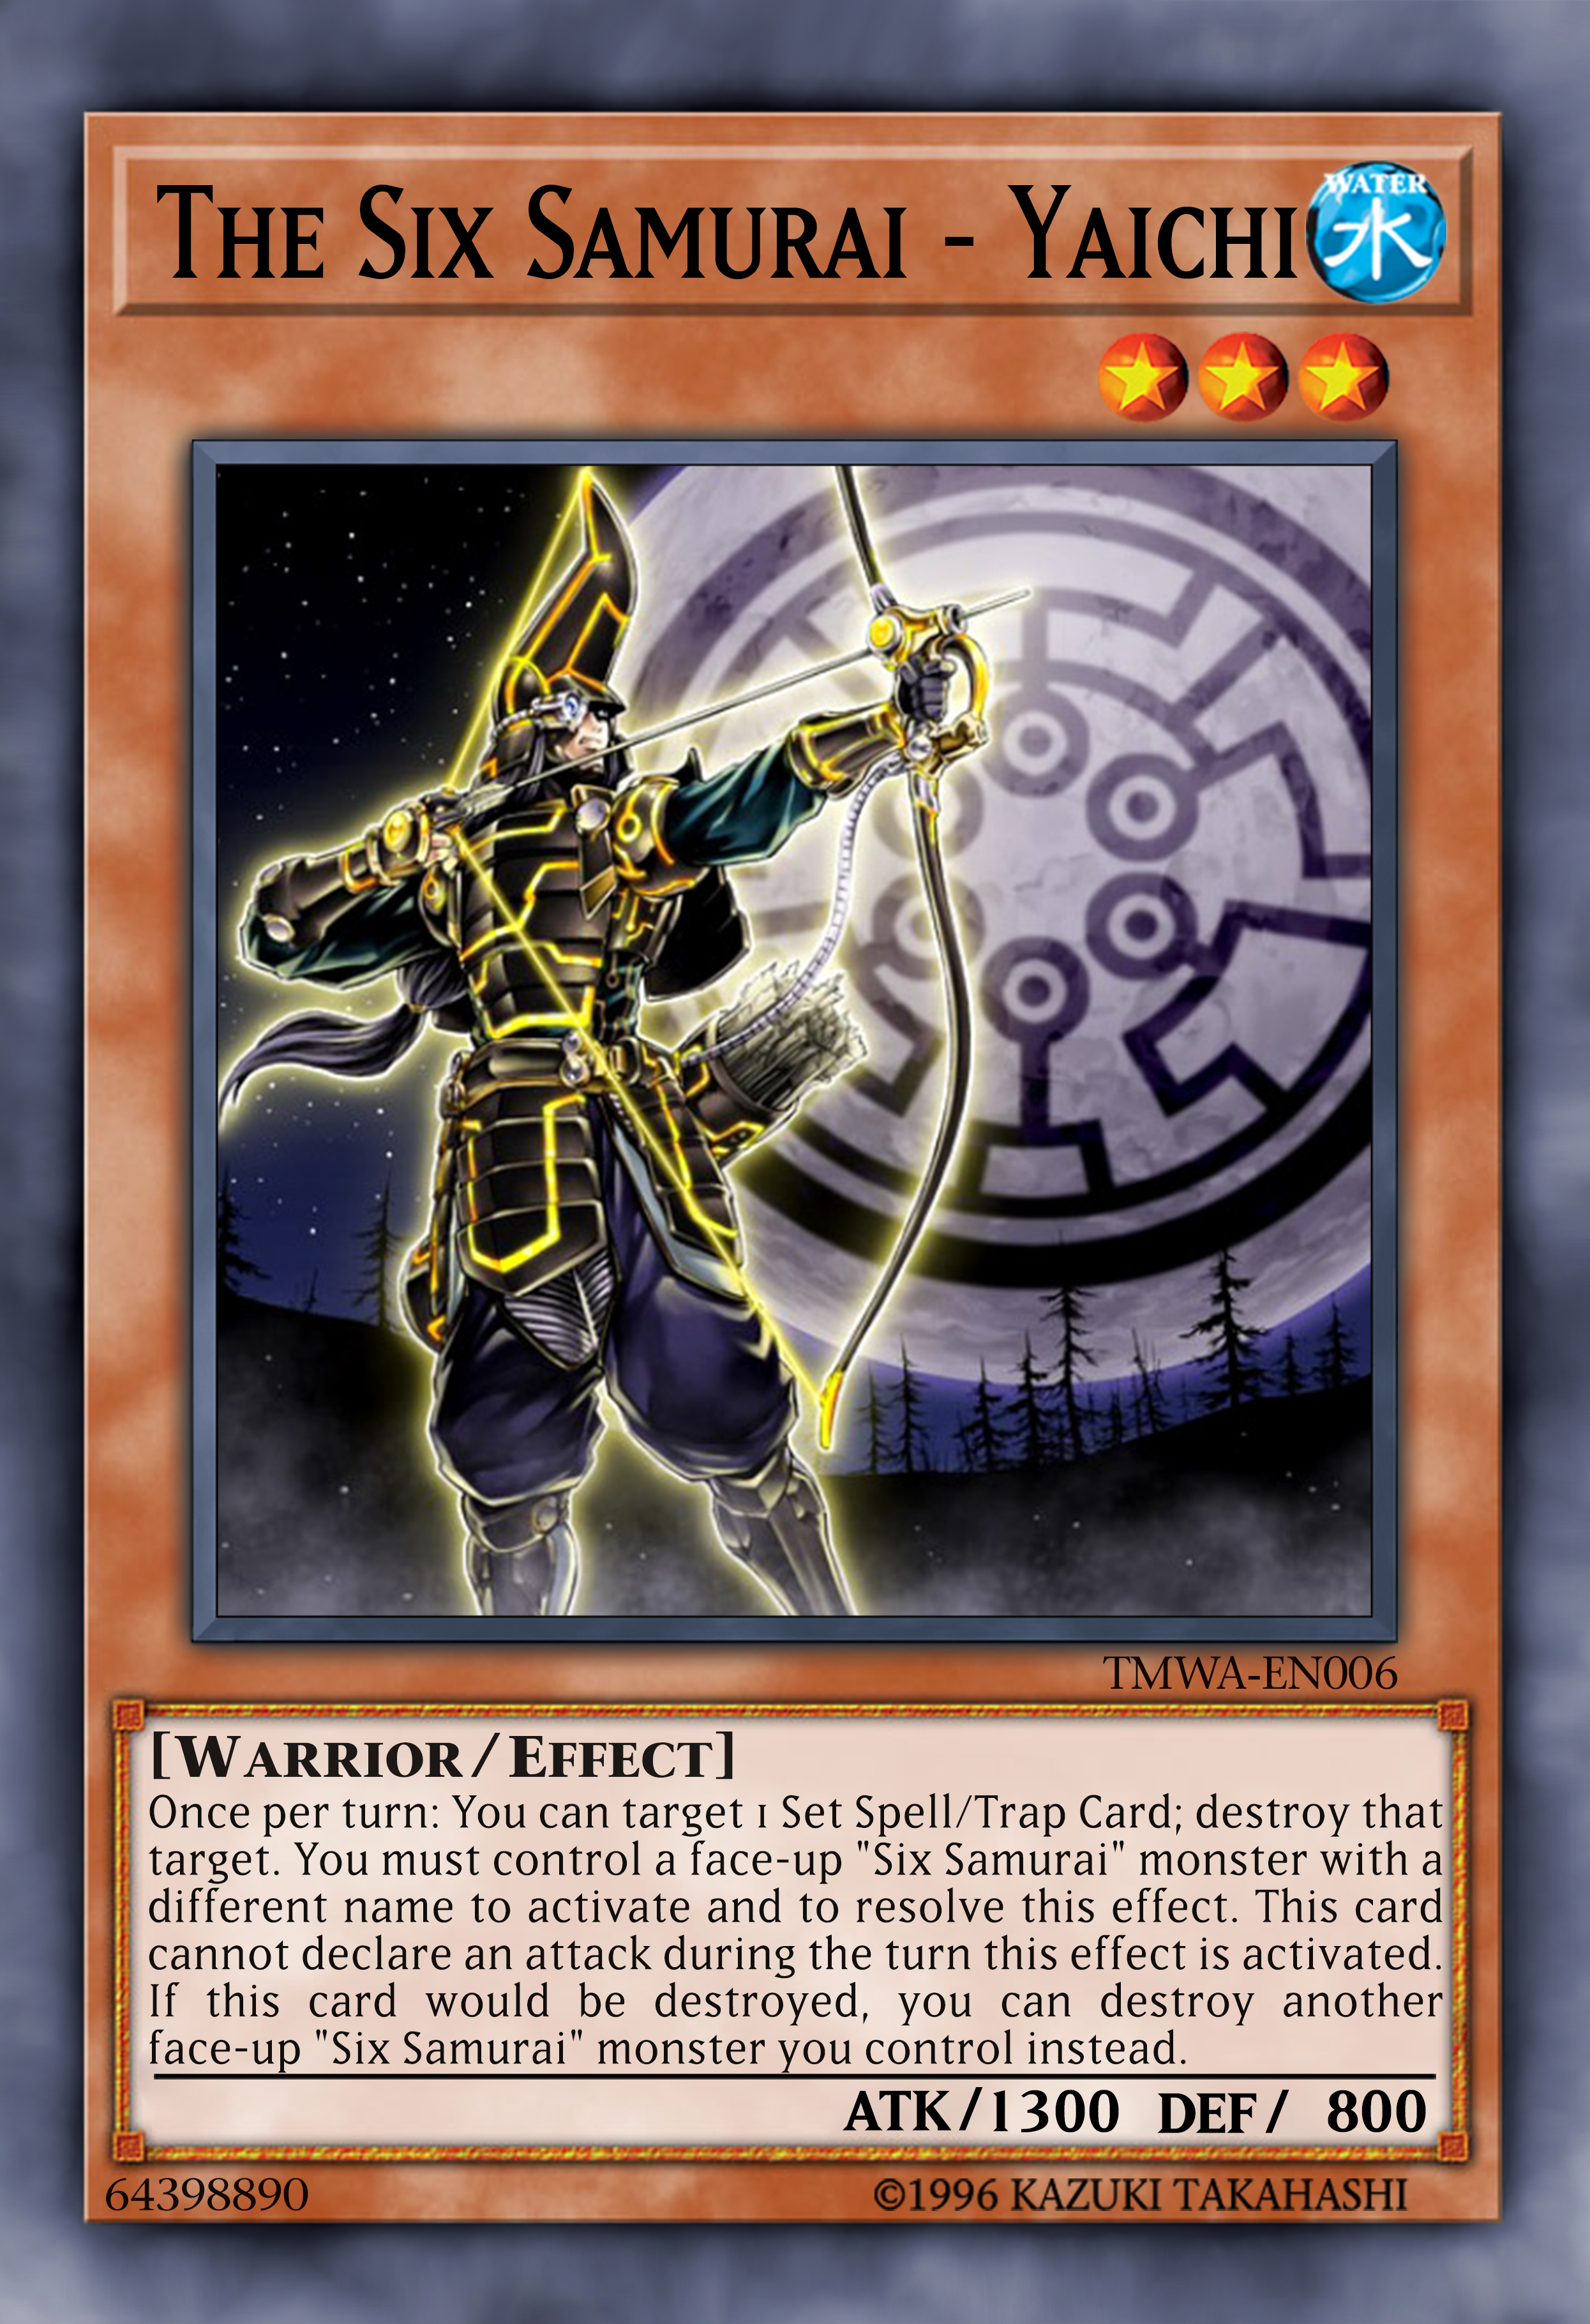 The Six Samurai - Yaichi
WATER
水
TMWA-EN006
[Warrior/Effect]
Once per turn: You can target 1 Set Spell/Trap Card; destroy that
target. You must control a face-up "Six Samurai" monster with a
different name to activate and to resolve this effect. This card
cannot declare an attack during the turn this effect is activated.
If this card would be destroyed, you can destroy another
face-up "Six Samurai" monster you control instead.
ATK/1300 DEF/ 800
64398890 ©1996 KAZUKI TAKAHASHI